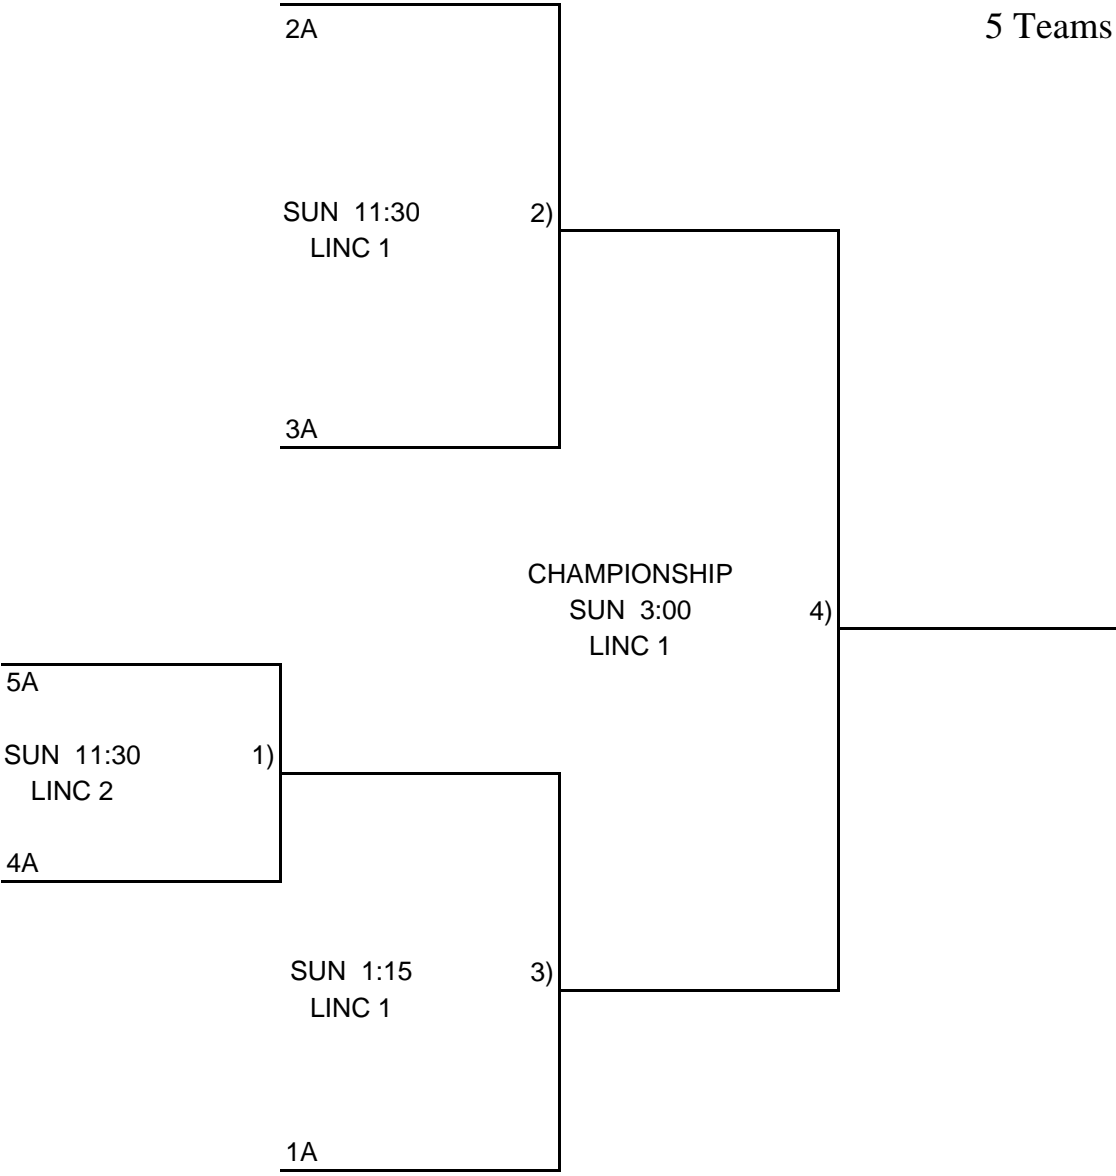 2A
5 Teams
SUN 11:30
2)
LINC 1
3A
CHAMPIONSHIP
SUN 3:00
4)
LINC 1
5A
SUN 11:30
1)
LINC 2
4A
SUN 1:15
3)
LINC 1
1A